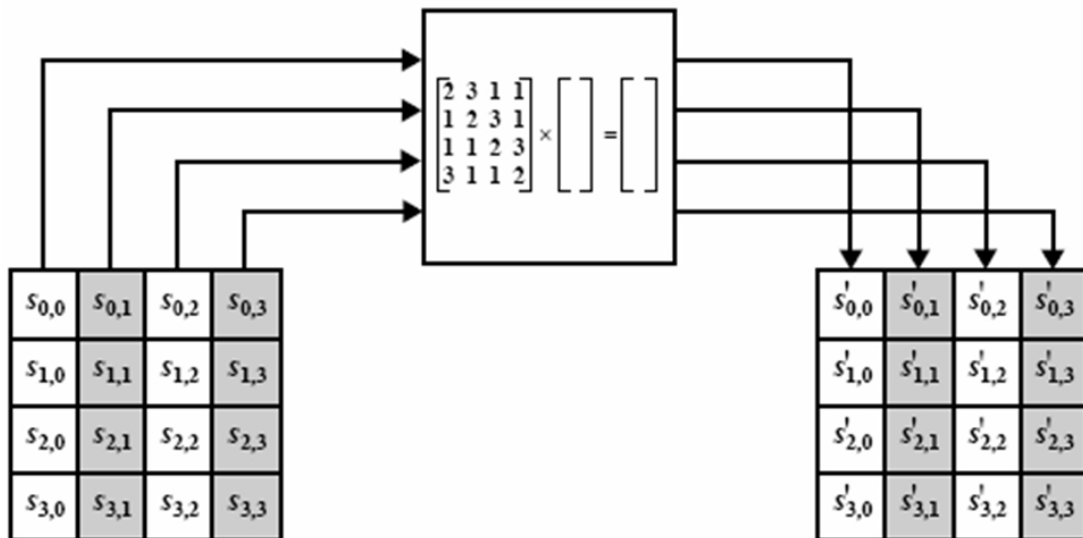 2 3 1 1
1 2 3 1
1 1 2 3
3 1 1 2
× =
s0,0 s0,1 s0,2 s0,3
s1,0 s1,1 s1,2 s1,3
s2,0 s2,1 s2,2 s2,3
s3,0 s3,1 s3,2 s3,3
s'0,0 s'0,1 s'0,2 s'0,3
s'1,0 s'1,1 s'1,2 s'1,3
s'2,0 s'2,1 s'2,2 s'2,3
s'3,0 s'3,1 s'3,2 s'3,3